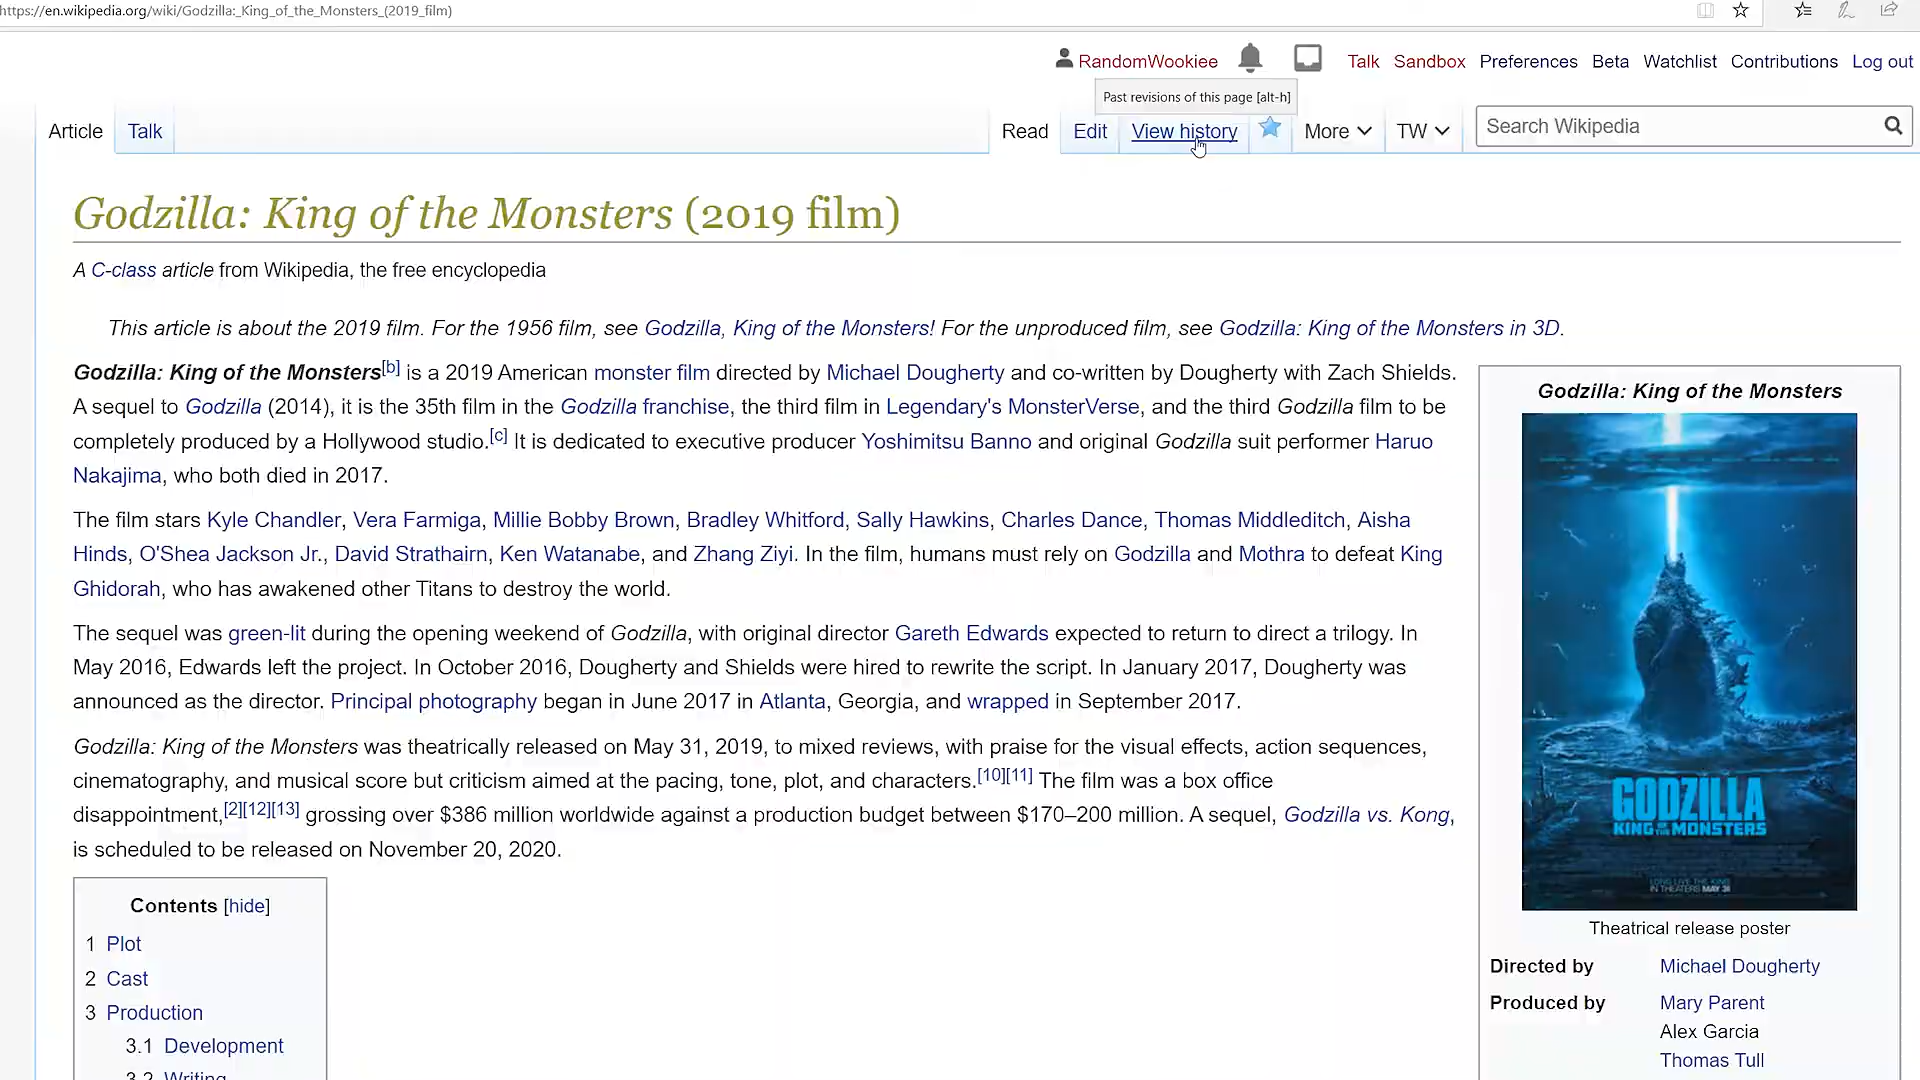 https://en.wikipedia.org/wiki/Godzilla:_King_of_the_Monsters_(2019_film)
RandomWookiee Talk Sandbox Preferences Beta Watchlist Contributions Log out
Past revisions of this page [alt-h]
Article Talk Read Edit View history More TW Search Wikipedia
Godzilla: King of the Monsters (2019 film)
A C-class article from Wikipedia, the free encyclopedia
This article is about the 2019 film. For the 1956 film, see Godzilla, King of the Monsters! For the unproduced film, see Godzilla: King of the Monsters in 3D.
Godzilla: King of the Monsters[b] is a 2019 American monster film directed by Michael Dougherty and co-written by Dougherty with Zach Shields.
A sequel to Godzilla (2014), it is the 35th film in the Godzilla franchise, the third film in Legendary's MonsterVerse, and the third Godzilla film to be
completely produced by a Hollywood studio.[c] It is dedicated to executive producer Yoshimitsu Banno and original Godzilla suit performer Haruo
Nakajima, who both died in 2017.
The film stars Kyle Chandler, Vera Farmiga, Millie Bobby Brown, Bradley Whitford, Sally Hawkins, Charles Dance, Thomas Middleditch, Aisha
Hinds, O'Shea Jackson Jr., David Strathairn, Ken Watanabe, and Zhang Ziyi. In the film, humans must rely on Godzilla and Mothra to defeat King
Ghidorah, who has awakened other Titans to destroy the world.
The sequel was green-lit during the opening weekend of Godzilla, with original director Gareth Edwards expected to return to direct a trilogy. In
May 2016, Edwards left the project. In October 2016, Dougherty and Shields were hired to rewrite the script. In January 2017, Dougherty was
announced as the director. Principal photography began in June 2017 in Atlanta, Georgia, and wrapped in September 2017.
Godzilla: King of the Monsters was theatrically released on May 31, 2019, to mixed reviews, with praise for the visual effects, action sequences,
cinematography, and musical score but criticism aimed at the pacing, tone, plot, and characters.[10][11] The film was a box office
disappointment,[2][12][13] grossing over $386 million worldwide against a production budget between $170–200 million. A sequel, Godzilla vs. Kong,
is scheduled to be released on November 20, 2020.
Contents [hide]
1 Plot
2 Cast
3 Production
3.1 Development
3.2 Writing
Godzilla: King of the Monsters
GODZILLA
KING OF THE MONSTERS
LONG LIVE THE KING
IN THEATERS MAY 31
Theatrical release poster
Directed by Michael Dougherty
Produced by Mary Parent
Alex Garcia
Thomas Tull